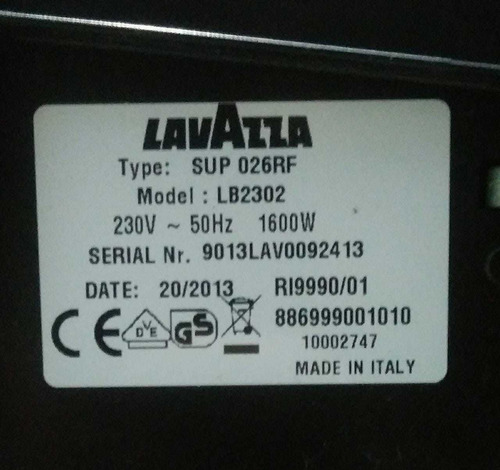 LAVAZZA
Type: SUP 026RF
Model : LB2302
230V ~ 50Hz 1600W
SERIAL Nr. 9013LAV0092413
DATE: 20/2013 RI9990/01
CE DVE GS 886999001010
10002747
MADE IN ITALY